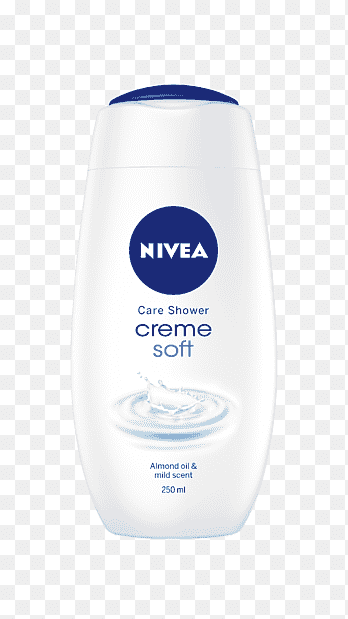 NIVEA
Care Shower
creme
soft
Almond oil &
mild scent
250 ml